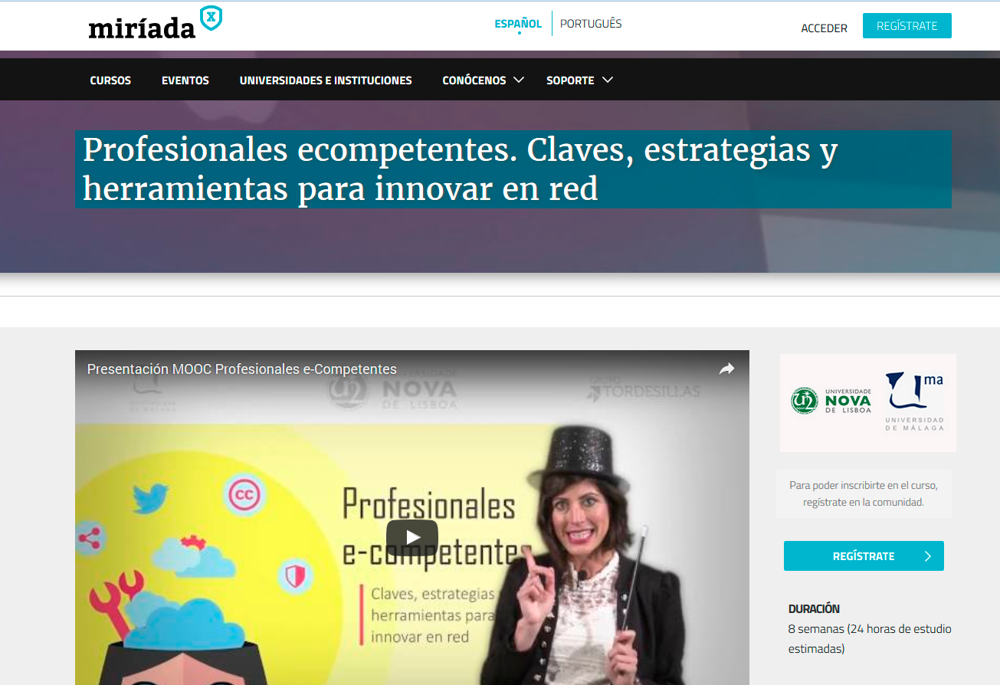 miríada X
ESPAÑOL
PORTUGUÊS
ACCEDER
REGÍSTRATE
CURSOS
EVENTOS
UNIVERSIDADES E INSTITUCIONES
CONÓCENOS
SOPORTE
Profesionales ecompetentes. Claves, estrategias y
herramientas para innovar en red
Presentación MOOC Profesionales e-Competentes
UNIVERSIDADE
NOVA
DE LISBOA
GRUPO
TORDESILLAS
cc
Profesionales
e-competentes
Claves, estrategias
herramientas para
innovar en red
UNIVERSIDADE
NOVA
DE LISBOA
uma
UNIVERSIDAD
DE MÁLAGA
Para poder inscribirte en el curso,
regístrate en la comunidad.
REGÍSTRATE
DURACIÓN
8 semanas (24 horas de estudio
estimadas)